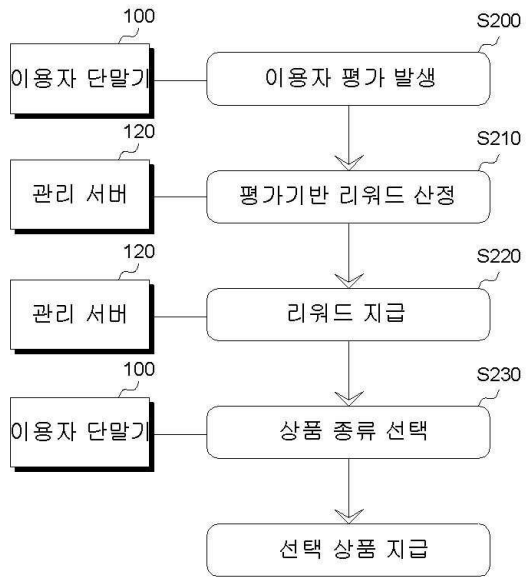 100
S200
이용자 단말기
이용자 평가 발생
120
S210
관리 서버
평가기반 리워드 산정
120
S220
관리 서버
리워드 지급
100
S230
이용자 단말기
상품 종류 선택
선택 상품 지급